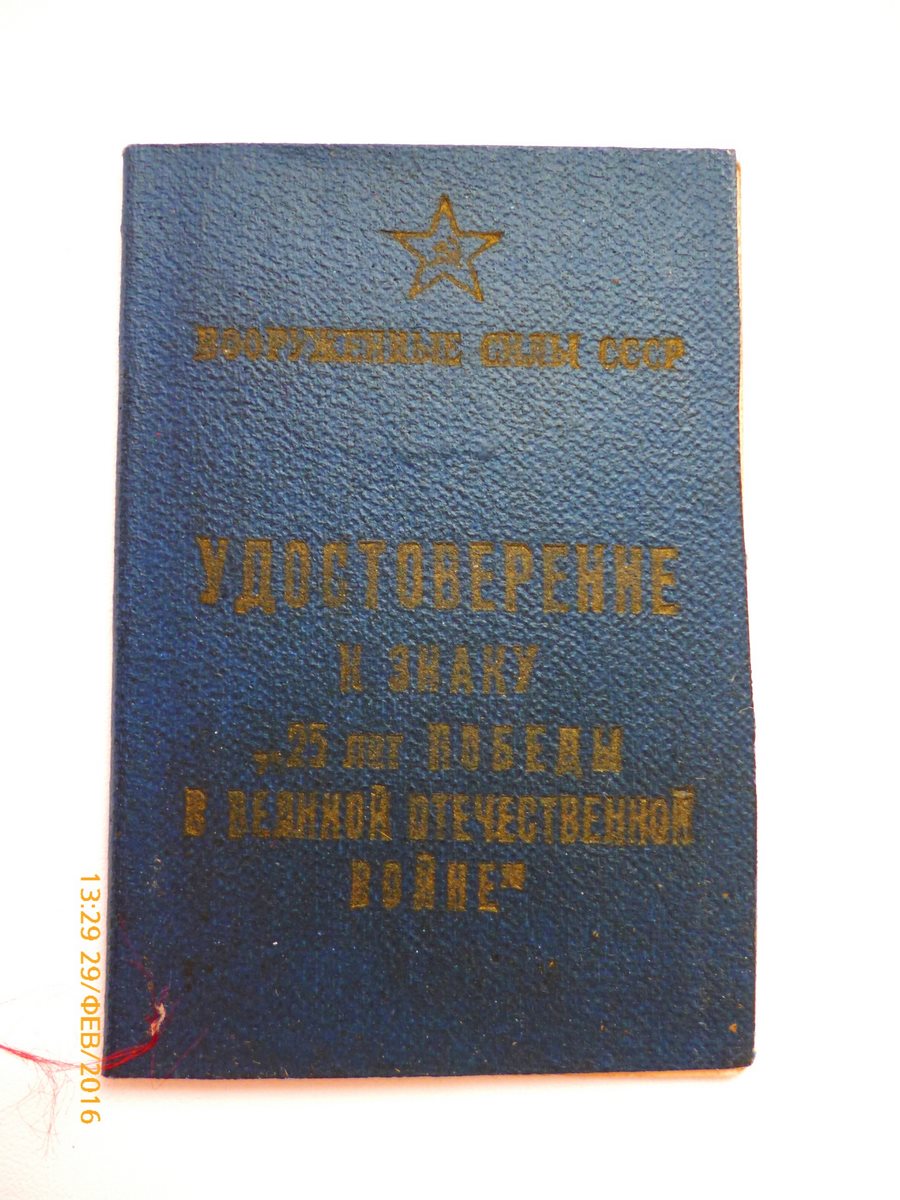 ВООРУЖЕННЫЕ СИЛЫ СССР
УДОСТОВЕРЕНИЕ
К ЗНАКУ
„25 лет ПОБЕДЫ
В ВЕЛИКОЙ ОТЕЧЕСТВЕННОЙ
ВОЙНЕ"
13:29 29/ФЕВ/2016